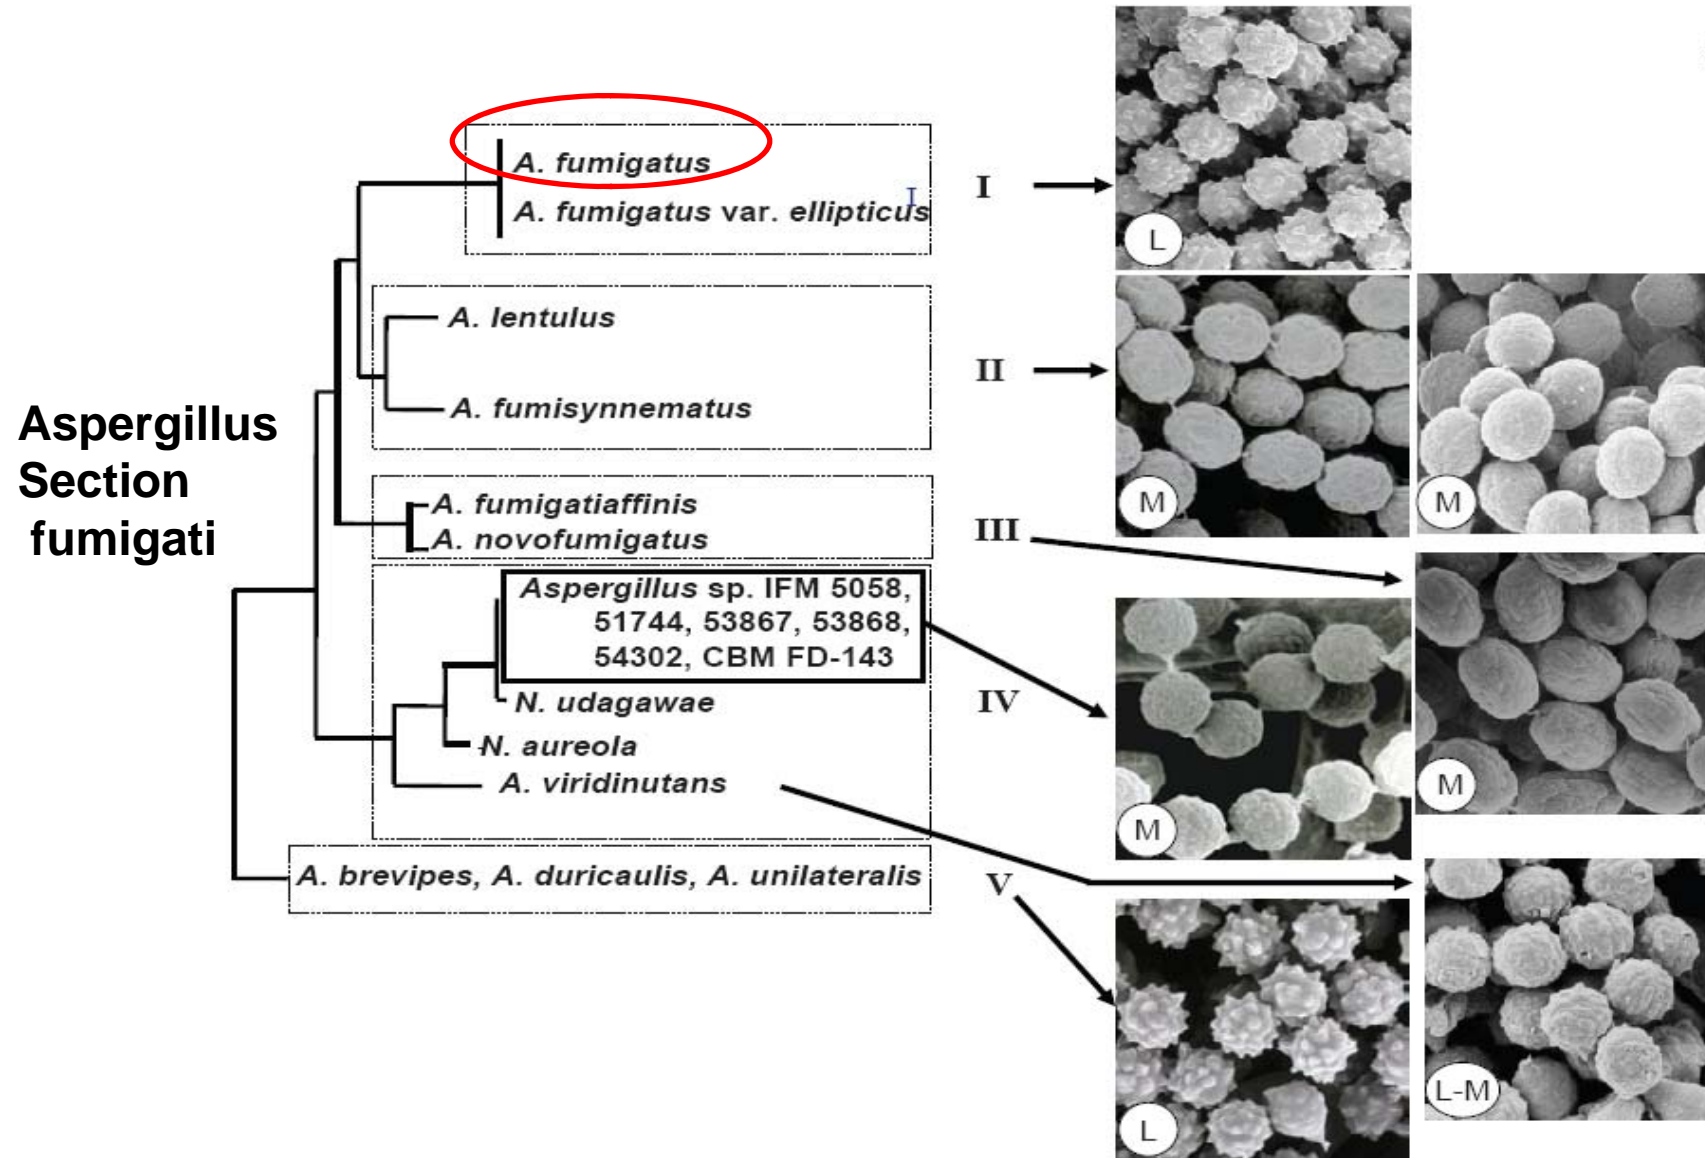 Aspergillus
Section
fumigati
A. fumigatus
A. fumigatus var. ellipticus
I
A. lentulus
A. fumisynnematus
A. fumigatiaffinis
A. novofumigatus
Aspergillus sp. IFM 5058,
51744, 53867, 53868,
54302, CBM FD-143
N. udagawae
N. aureola
A. viridinutans
A. brevipes, A. duricaulis, A. unilateralis
I
II
III
IV
V
L
M
M
M
M
L
L-M